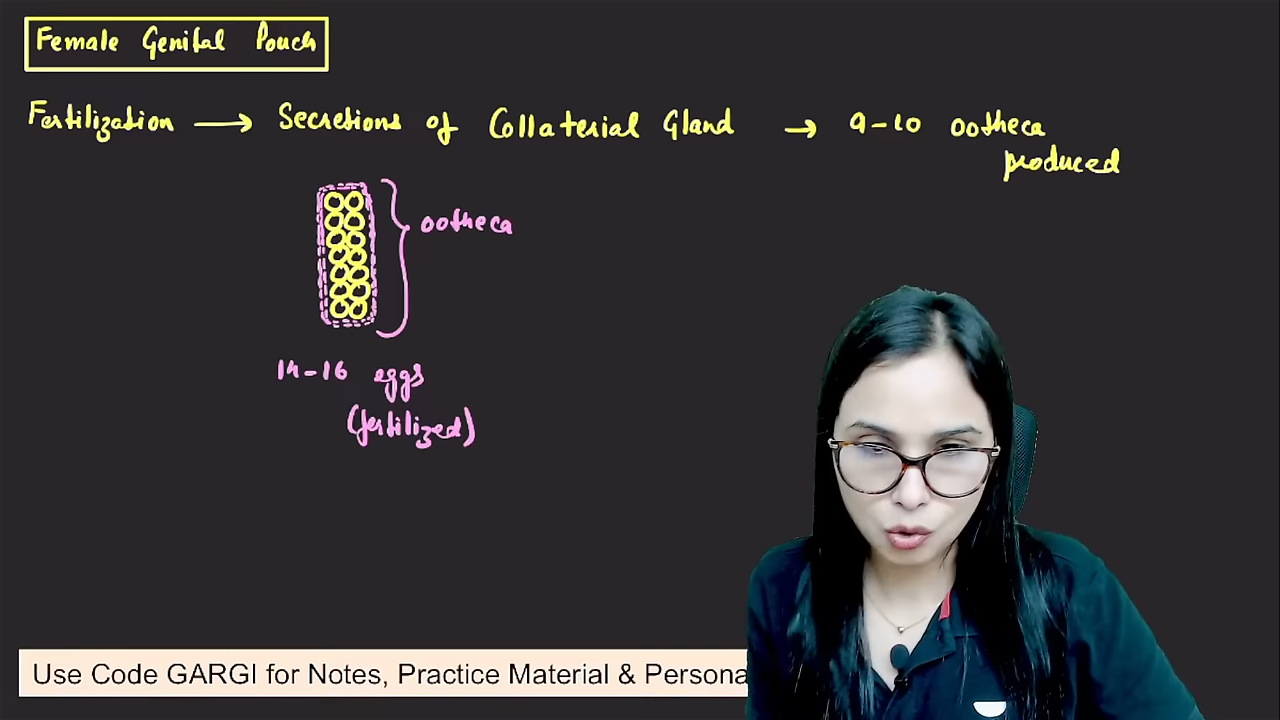 Female Genital Pouch
Fertilization → Secretions of Collaterial Gland → 9-10 ootheca
produced
ootheca
14-16 eggs
(fertilized)
Use Code GARGI for Notes, Practice Material & Persona